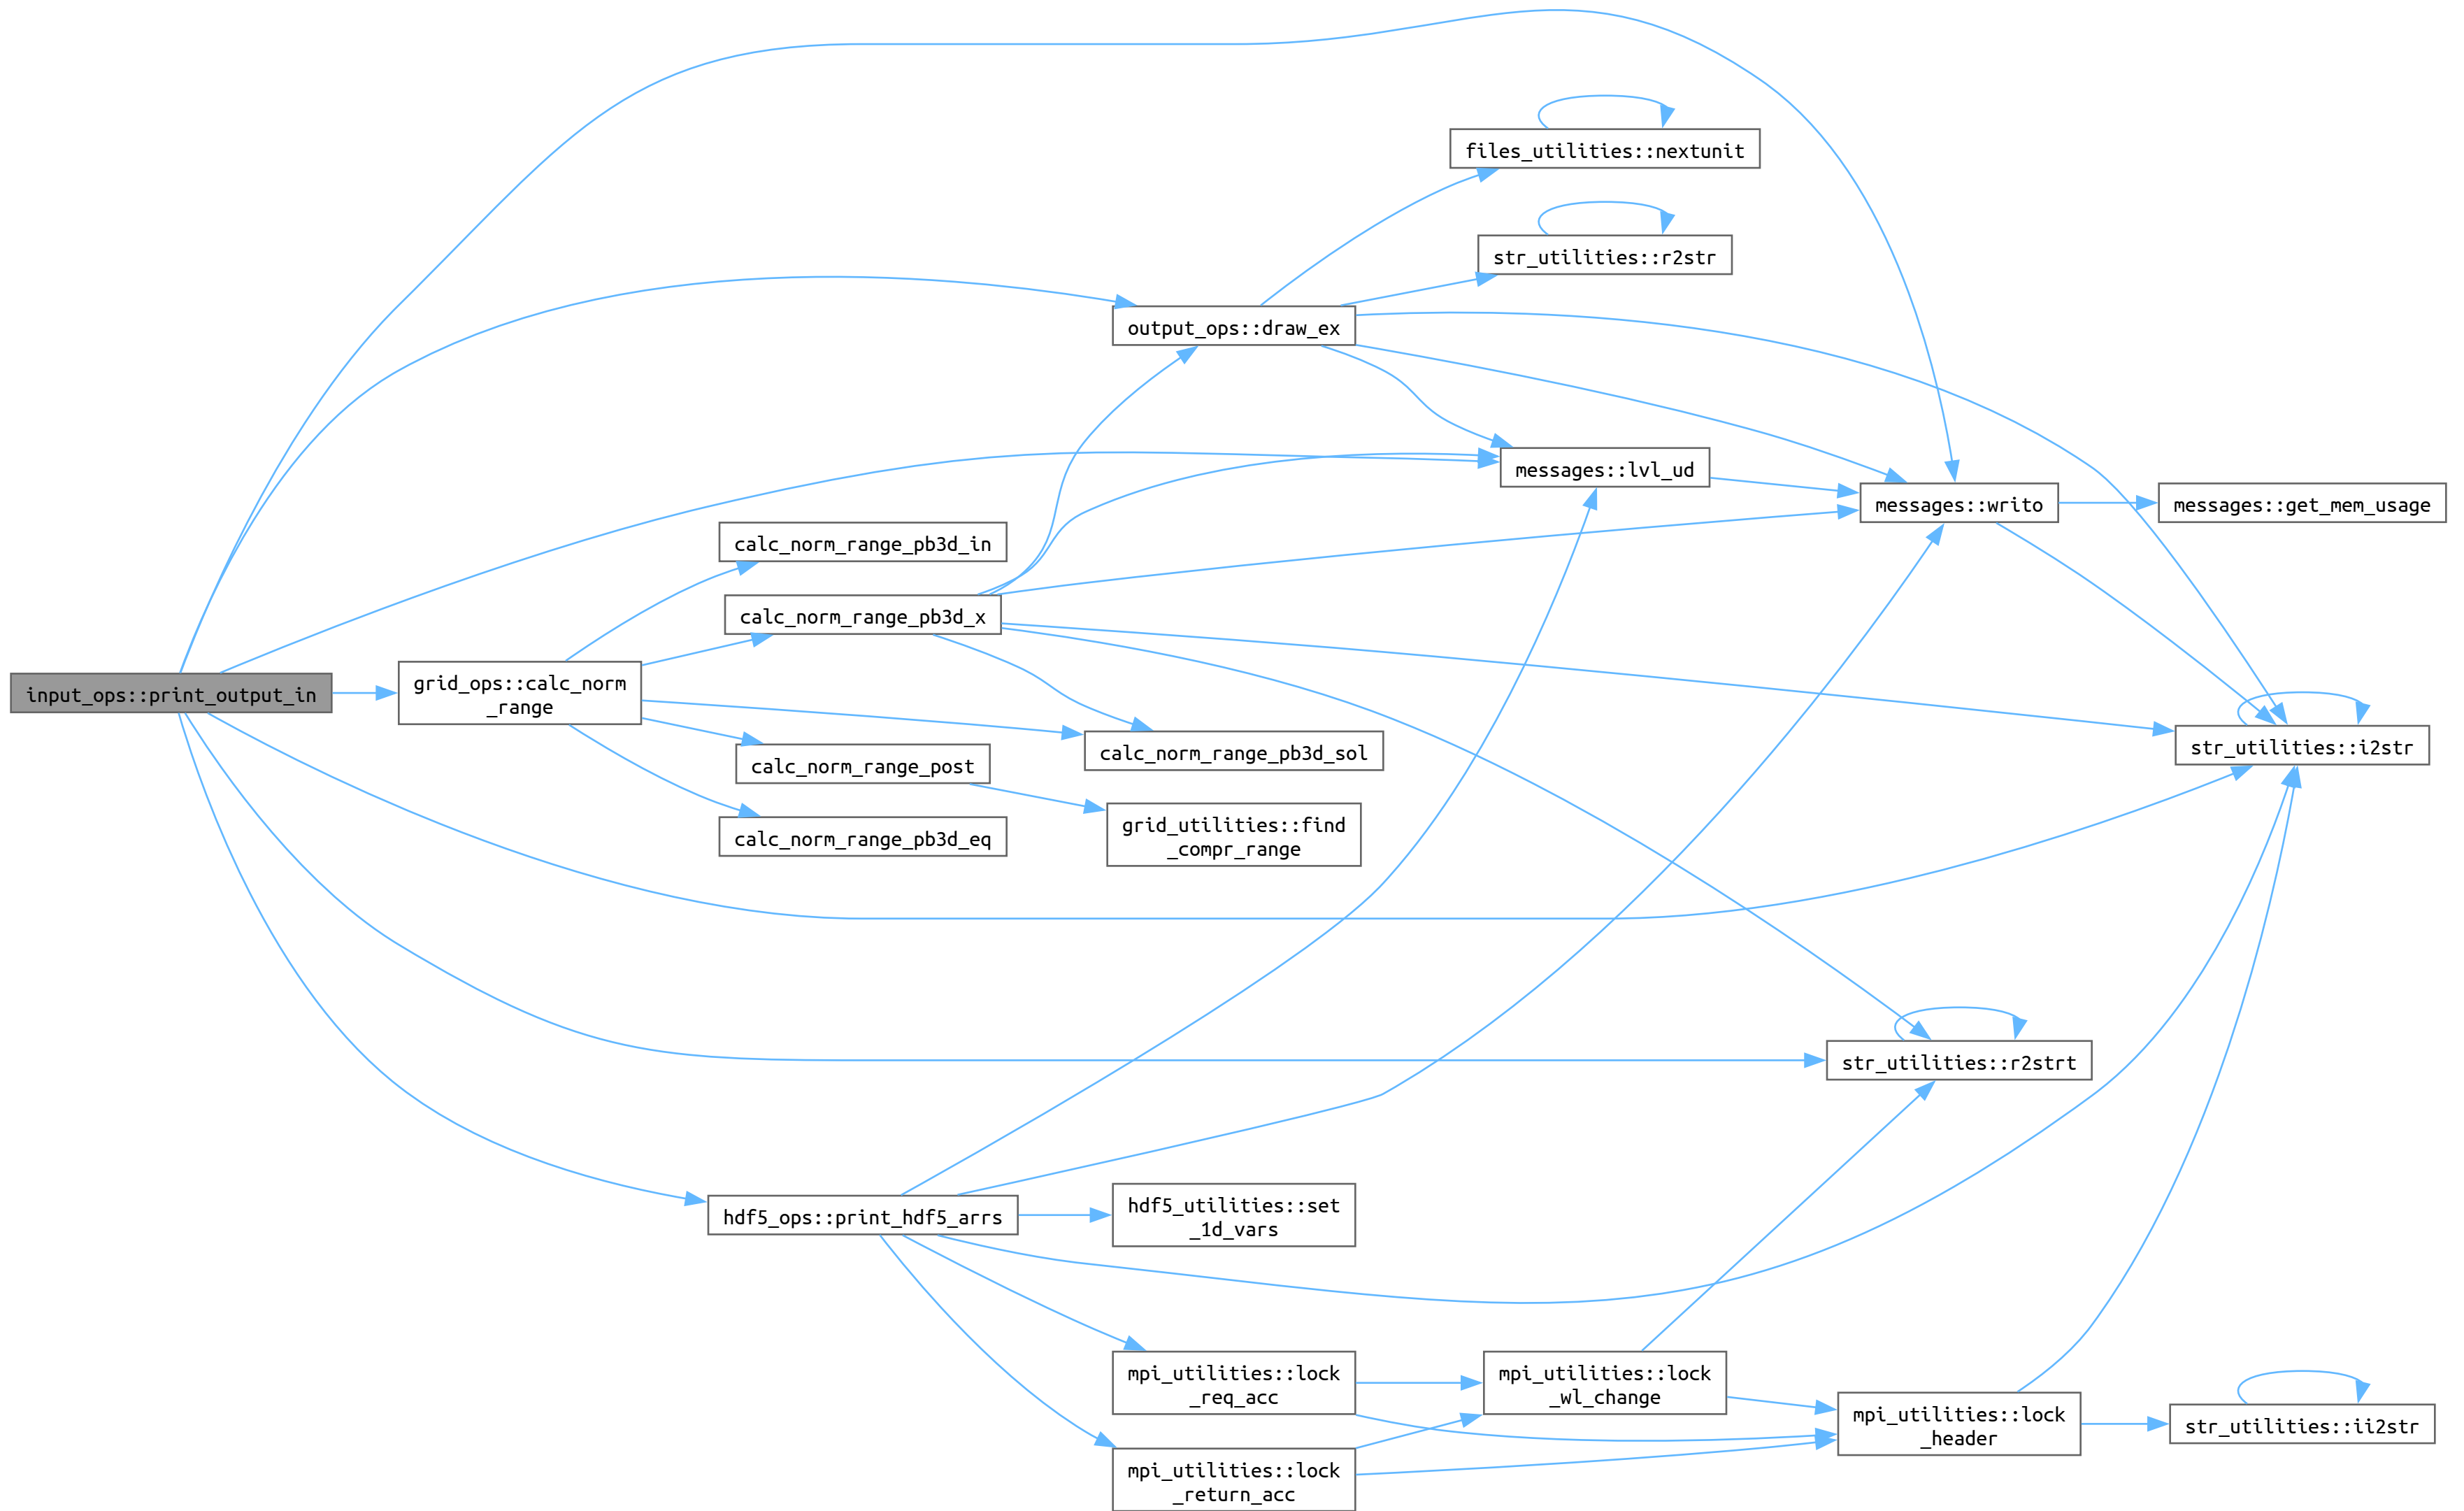 files_utilities::nextunit
str_utilities::r2str
output_ops::draw_ex
messages::lvl_ud
messages::writo
messages::get_mem_usage
calc_norm_range_pb3d_in
calc_norm_range_pb3d_x
input_ops::print_output_in
grid_ops::calc_norm
_range
calc_norm_range_post
calc_norm_range_pb3d_sol
str_utilities::i2str
calc_norm_range_pb3d_eq
grid_utilities::find
_compr_range
str_utilities::r2strt
hdf5_ops::print_hdf5_arrs
hdf5_utilities::set
_1d_vars
mpi_utilities::lock
_req_acc
mpi_utilities::lock
_wl_change
mpi_utilities::lock
_header
str_utilities::ii2str
mpi_utilities::lock
_return_acc